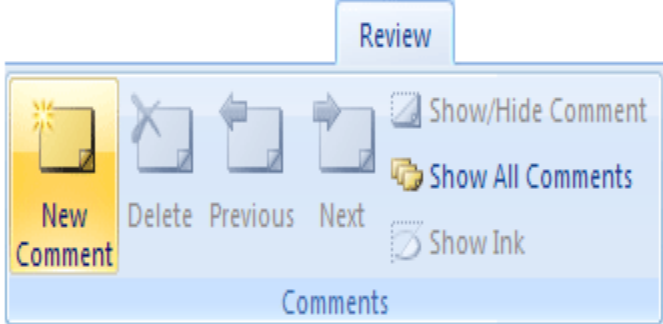 Review
New
Comment
Delete
Previous
Next
Show/Hide Comment
Show All Comments
Show Ink
Comments